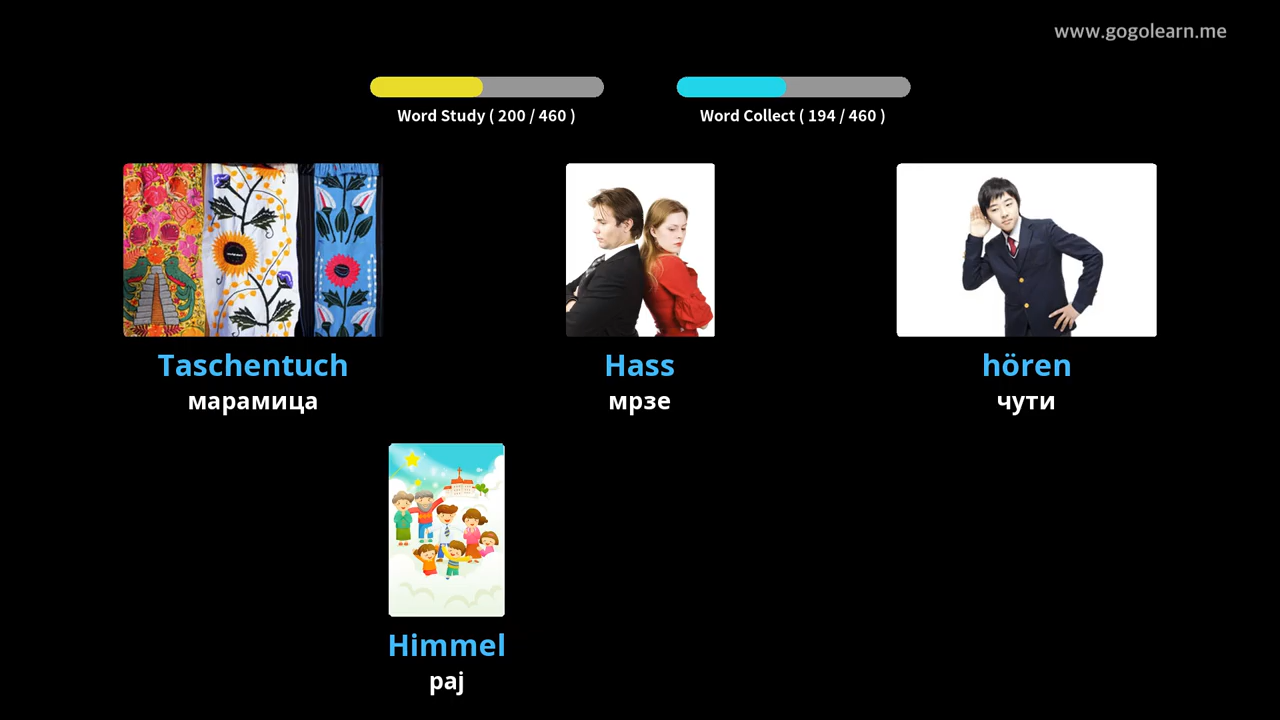 www.gogolearn.me
Word Study ( 200 / 460 )
Word Collect ( 194 / 460 )
Taschentuch
марамица
Hass
мрзе
hören
чути
Himmel
рај